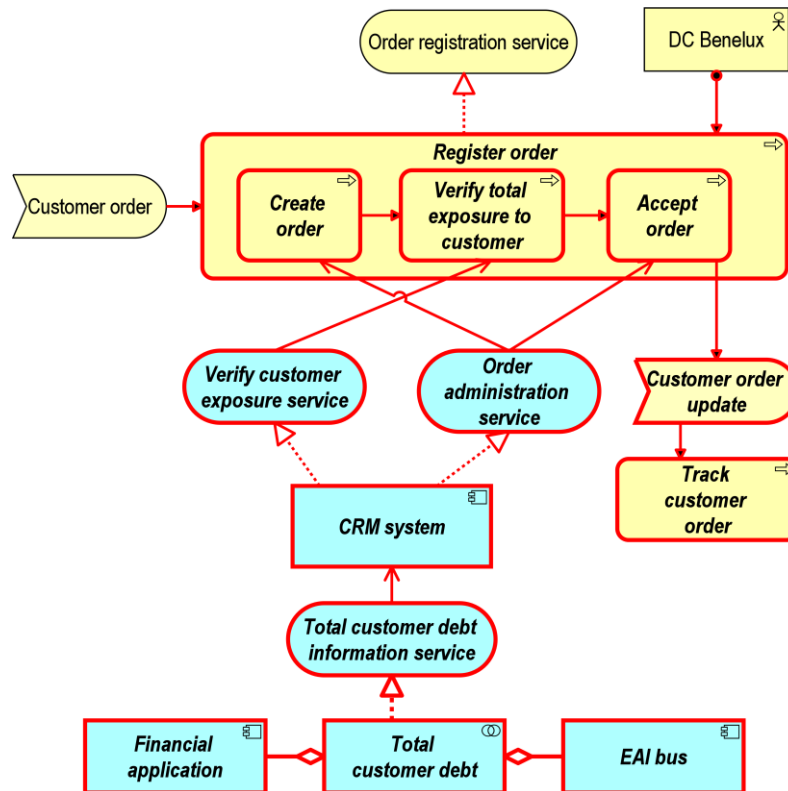 Order registration service
DC Benelux
Register order
Customer order
Create
order
Verify total
exposure to
customer
Accept
order
Verify customer
exposure service
Order
administration
service
Customer order
update
Track
customer
order
CRM system
Total customer debt
information service
Financial
application
Total
customer debt
EAI bus